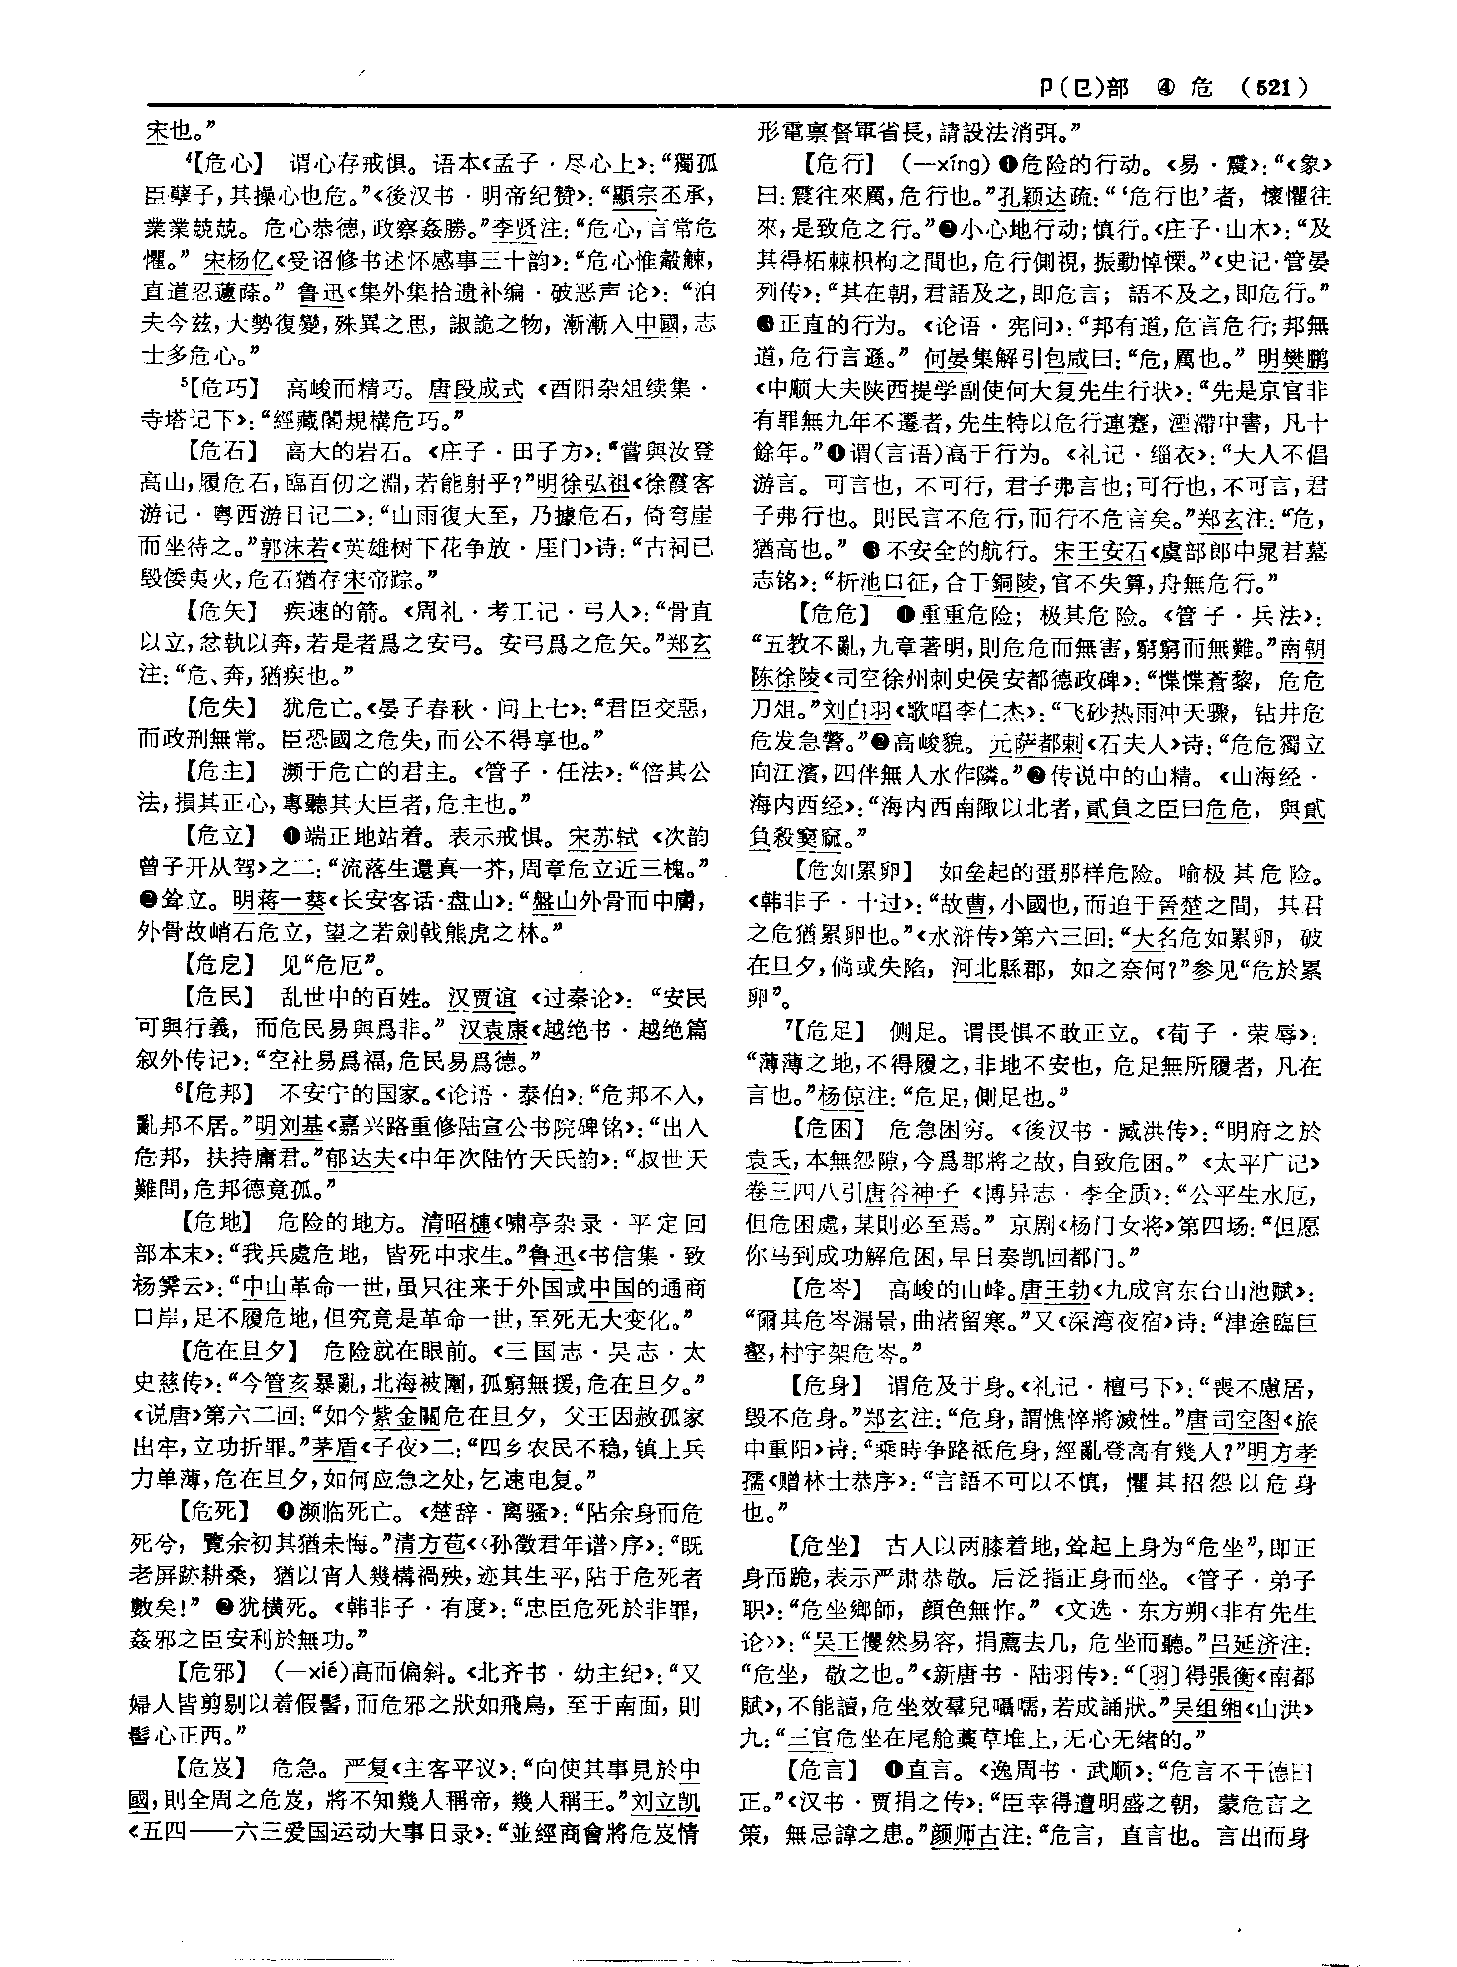 卩(㔾)部　④　危　(521)
宋也。”
⁴【危心】　谓心存戒惧。语本《孟子·尽心上》：“獨孤
臣孽子，其操心也危。”《後汉书·明帝纪赞》：“顯宗丕承，
業業兢兢。危心恭德，政察姦勝。”李贤注：“危心，言常危
懼。”宋杨亿《受诏修书述怀感事三十韵》：“危心惟觳觫，
直道忍蘧蒢。”鲁迅《集外集拾遗补编·破恶声论》：“洎
夫今兹，大勢復變，殊異之思，諔詭之物，漸漸入中國，志
士多危心。”
⁵【危巧】　高峻而精巧。唐段成式《酉阳杂俎续集·
寺塔记下》：“經藏閣規構危巧。”
【危石】　高大的岩石。《庄子·田子方》：“嘗與汝登
高山，履危石，臨百仞之淵，若能射乎？”明徐弘祖《徐霞客
游记·粤西游日记二》：“山雨復大至，乃據危石，倚穹崖
而坐待之。”郭沫若《英雄树下花争放·厓门》诗：“古祠已
毁倭夷火，危石猶存宋帝踪。”
【危矢】　疾速的箭。《周礼·考工记·弓人》：“骨直
以立，忿執以奔，若是者爲之安弓。安弓爲之危矢。”郑玄
注：“危、奔，猶疾也。”
【危失】　犹危亡。《晏子春秋·问上七》：“君臣交惡，
而政刑無常。臣恐國之危失，而公不得享也。”
【危主】　濒于危亡的君主。《管子·任法》：“倍其公
法，損其正心，專聽其大臣者，危主也。”
【危立】　❶端正地站着。表示戒惧。宋苏轼《次韵
曾子开从驾》之二：“流落生還真一芥，周章危立近三槐。”
❷耸立。明蒋一葵《长安客话·盘山》：“盤山外骨而中膚，
外骨故峭石危立，望之若劍戟熊虎之林。”
【危戹】　见“危厄”。
【危民】　乱世中的百姓。汉贾谊《过秦论》：“安民
可與行義，而危民易與爲非。”汉袁康《越绝书·越绝篇
叙外传记》：“空社易爲福，危民易爲德。”
⁶【危邦】　不安宁的国家。《论语·泰伯》：“危邦不入，
亂邦不居。”明刘基《嘉兴路重修陆宣公书院碑铭》：“出入
危邦，扶持庸君。”郁达夫《中年次陆竹天氏韵》：“叔世天
難問，危邦德竟孤。”
【危地】　危险的地方。清昭槤《啸亭杂录·平定回
部本末》：“我兵處危地，皆死中求生。”鲁迅《书信集·致
杨霁云》：“中山革命一世，虽只往来于外国或中国的通商
口岸，足不履危地，但究竟是革命一世，至死无大变化。”
【危在旦夕】　危险就在眼前。《三国志·吴志·太
史慈传》：“今管亥暴亂，北海被圍，孤窮無援，危在旦夕。”
《说唐》第六二回：“如今紫金關危在旦夕，父王因赦孤家
出牢，立功折罪。”茅盾《子夜》二：“四乡农民不稳，镇上兵
力单薄，危在旦夕，如何应急之处，乞速电复。”
【危死】　❶濒临死亡。《楚辞·离骚》：“阽余身而危
死兮，覽余初其猶未悔。”清方苞《〈孙徵君年谱〉序》：“既
老屏跡耕桑，猶以宵人幾構禍殃，迹其生平，阽于危死者
數矣！”❷犹横死。《韩非子·有度》：“忠臣危死於非罪，
姦邪之臣安利於無功。”
【危邪】　(一xié)高而偏斜。《北齐书·幼主纪》：“又
婦人皆剪剔以着假髻，而危邪之狀如飛鳥，至于南面，則
髻心正西。”
【危岌】　危急。严复《主客平议》：“向使其事見於中
國，則全周之危岌，將不知幾人稱帝，幾人稱王。”刘立凯
《五四——六三爱国运动大事日录》：“並經商會將危岌情
形電禀督軍省長，請設法消弭。”
【危行】　(一xíng)❶危险的行动。《易·震》：“《象》
曰：震往來厲，危行也。”孔颖达疏：“‘危行也’者，懷懼往
來，是致危之行。”❷小心地行动；慎行。《庄子·山木》：“及
其得柘棘枳枸之間也，危行側視，振動悼慄。”《史记·管晏
列传》：“其在朝，君語及之，即危言；語不及之，即危行。”
❸正直的行为。《论语·宪问》：“邦有道，危言危行；邦無
道，危行言遜。”何晏集解引包咸曰：“危，厲也。”明樊鹏
《中顺大夫陕西提学副使何大复先生行状》：“先是京官非
有罪無九年不遷者，先生特以危行連蹇，湮滯中書，凡十
餘年。”❹谓(言语)高于行为。《礼记·缁衣》：“大人不倡
游言。可言也，不可行，君子弗言也；可行也，不可言，君
子弗行也。則民言不危行，而行不危言矣。”郑玄注：“危，
猶高也。”❺不安全的航行。宋王安石《虞部郎中晁君墓
志铭》：“析池口征，合丁銅陵，官不失算，舟無危行。”
【危危】　❶重重危险；极其危险。《管子·兵法》：
“五教不亂，九章著明，則危危而無害，窮窮而無難。”南朝
陈徐陵《司空徐州刺史侯安都德政碑》：“惵惵蒼黎，危危
刀俎。”刘白羽《歌唱李仁杰》：“飞砂热雨冲天骤，钻井危
危发急警。”❷高峻貌。元萨都剌《石夫人》诗：“危危獨立
向江濱，四伴無人水作隣。”❷传说中的山精。《山海经·
海内西经》：“海内西南陬以北者，貳負之臣曰危危，與貳
負殺窫窳。”
【危如累卵】　如垒起的蛋那样危险。喻极其危险。
《韩非子·十过》：“故曹，小國也，而迫于晉楚之間，其君
之危猶累卵也。”《水浒传》第六三回：“大名危如累卵，破
在旦夕，倘或失陷，河北縣郡，如之奈何？”参见“危於累
卵”。
⁷【危足】　侧足。谓畏惧不敢正立。《荀子·荣辱》：
“薄薄之地，不得履之，非地不安也，危足無所履者，凡在
言也。”杨倞注：“危足，側足也。”
【危困】　危急困穷。《後汉书·臧洪传》：“明府之於
袁氏，本無怨隙，今爲郡將之故，自致危困。”《太平广记》
卷三四八引唐谷神子《博异志·李全质》：“公平生水厄，
但危困處，某則必至焉。”京剧《杨门女将》第四场：“但愿
你马到成功解危困，早日奏凯回都门。”
【危岑】　高峻的山峰。唐王勃《九成宫东台山池赋》：
“爾其危岑漏景，曲渚留寒。”又《深湾夜宿》诗：“津途臨巨
壑，村宇架危岑。”
【危身】　谓危及于身。《礼记·檀弓下》：“喪不慮居，
毁不危身。”郑玄注：“危身，謂憔悴將滅性。”唐司空图《旅
中重阳》诗：“乘時争路祇危身，經亂登高有幾人？”明方孝
孺《赠林士恭序》：“言語不可以不慎，懼其招怨以危身
也。”
【危坐】　古人以两膝着地，耸起上身为“危坐”，即正
身而跪，表示严肃恭敬。后泛指正身而坐。《管子·弟子
职》：“危坐鄉師，顔色無怍。”《文选·东方朔〈非有先生
论〉》：“吴王戄然易容，捐薦去几，危坐而聽。”吕延济注：
“危坐，敬之也。”《新唐书·陆羽传》：“〔羽〕得張衡《南都
賦》，不能讀，危坐效羣兒囁嚅，若成誦狀。”吴组缃《山洪》
九：“三官危坐在尾舱藁草堆上，无心无绪的。”
【危言】　❶直言。《逸周书·武顺》：“危言不干德曰
正。”《汉书·贾捐之传》：“臣幸得遭明盛之朝，蒙危言之
策，無忌諱之患。”颜师古注：“危言，直言也。言出而身